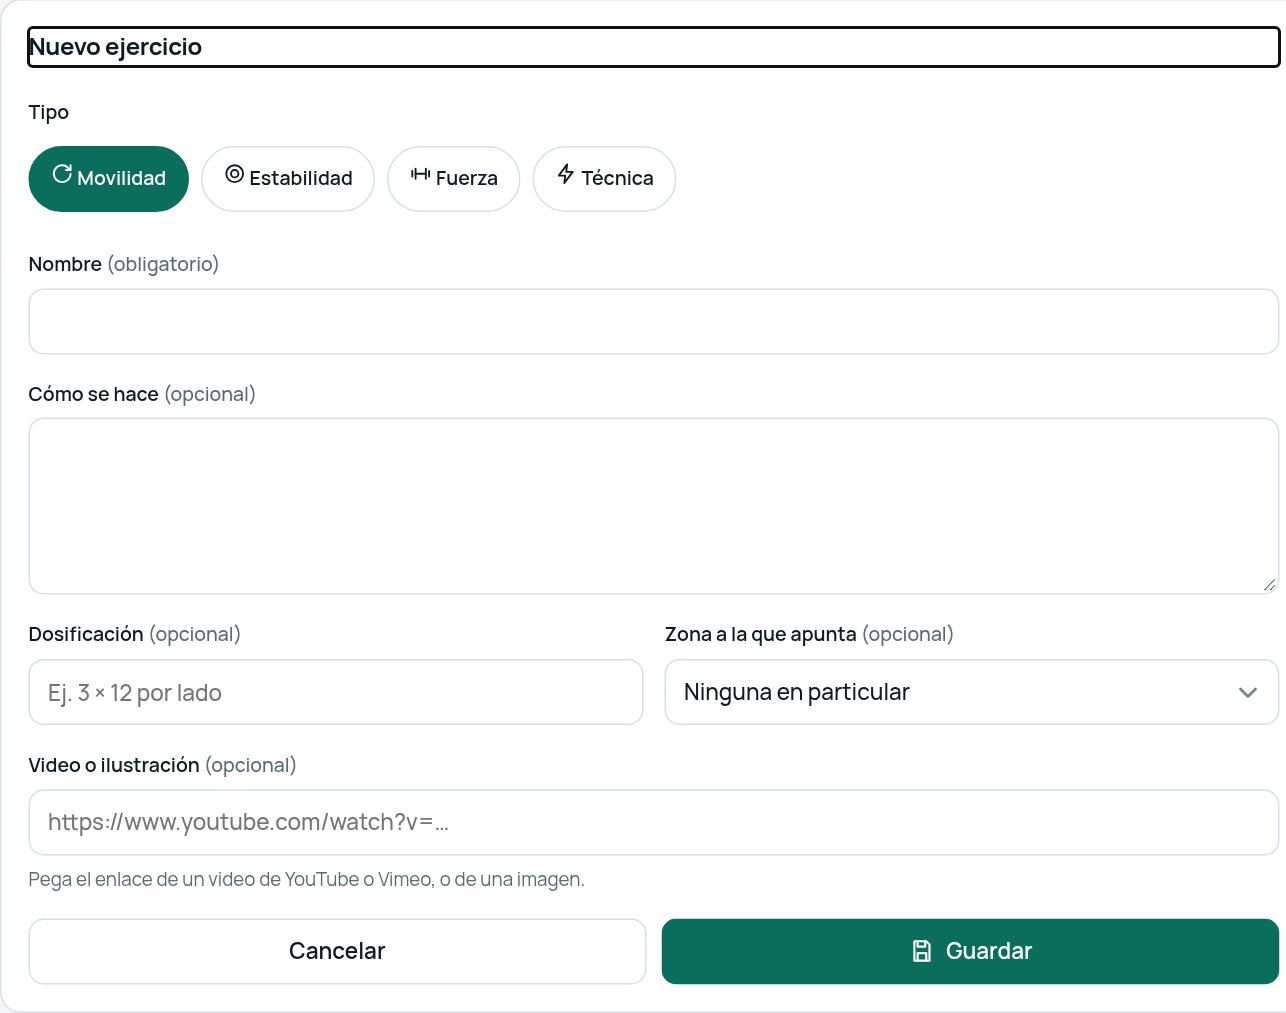 Nuevo ejercicio
Tipo
Movilidad Estabilidad Fuerza Técnica
Nombre (obligatorio)
Cómo se hace (opcional)
Dosificación (opcional) Zona a la que apunta (opcional)
Ej. 3 × 12 por lado Ninguna en particular
Video o ilustración (opcional)
https://www.youtube.com/watch?v=…
Pega el enlace de un video de YouTube o Vimeo, o de una imagen.
Cancelar Guardar